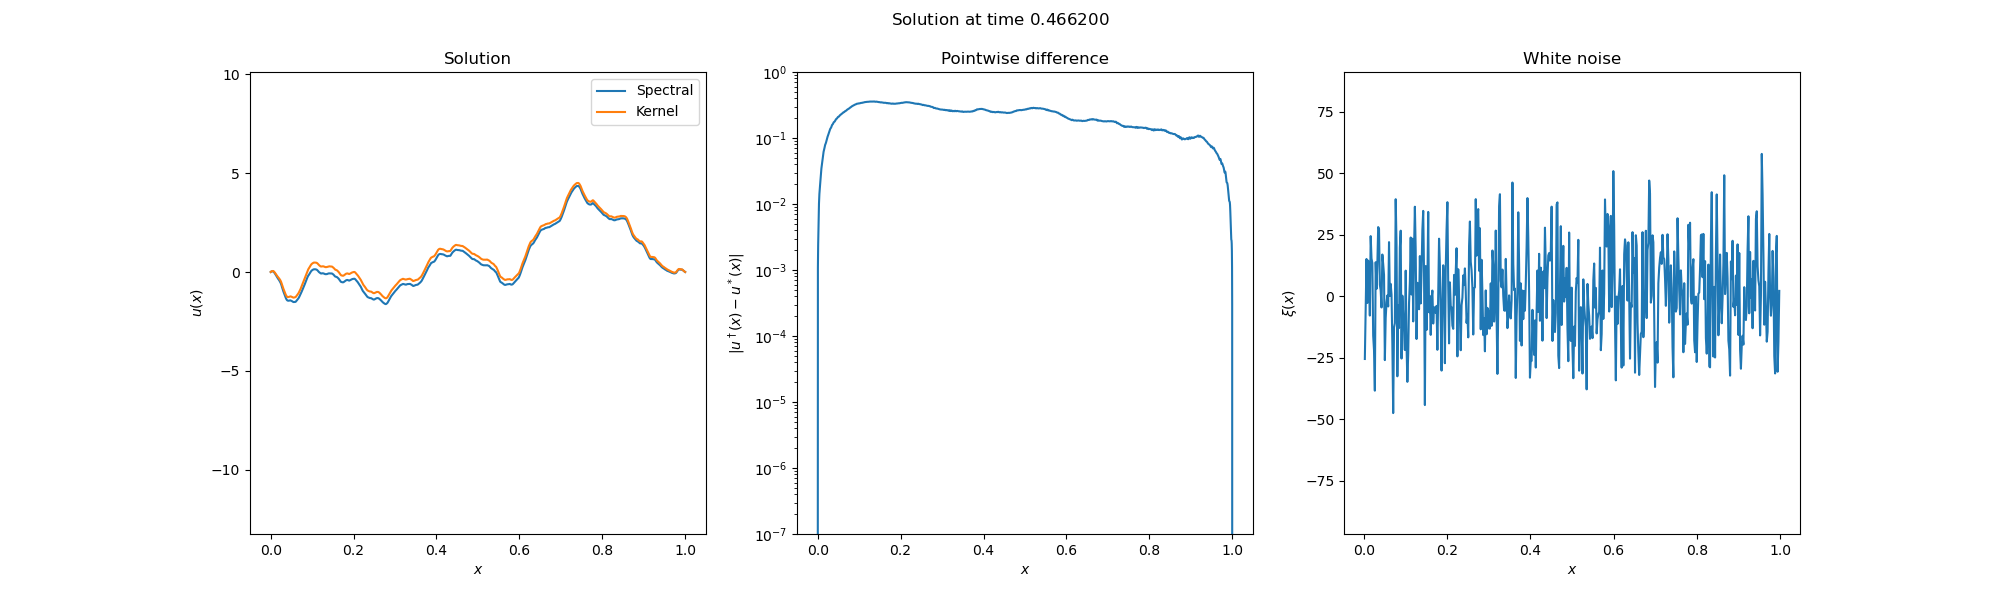 Solution at time 0.466200
Solution
10
5
0
−5
−10
u(x)
0.0 0.2 0.4 0.6 0.8 1.0
x
Spectral
Kernel
Pointwise difference
10⁰
10⁻¹
10⁻²
10⁻³
10⁻⁴
10⁻⁵
10⁻⁶
10⁻⁷
|u†(x) − u*(x)|
0.0 0.2 0.4 0.6 0.8 1.0
x
White noise
75
50
25
0
−25
−50
−75
ξ(x)
0.0 0.2 0.4 0.6 0.8 1.0
x